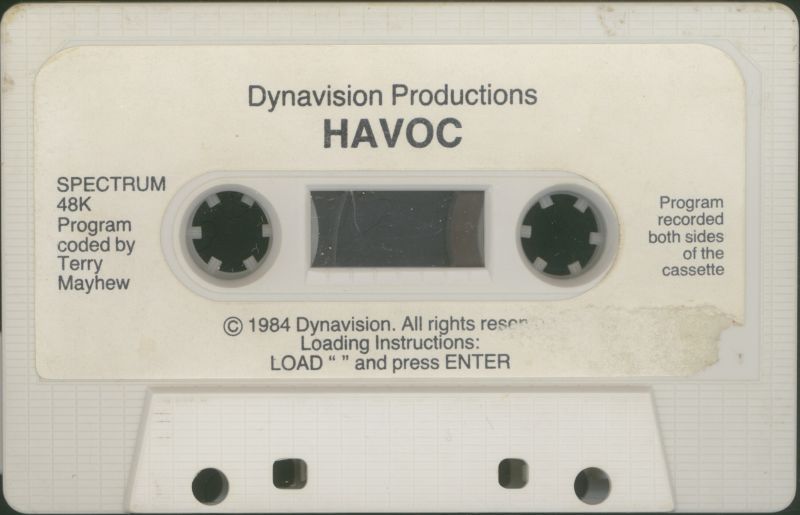 Dynavision Productions
HAVOC
SPECTRUM
48K
Program
coded by
Terry
Mayhew
Program
recorded
both sides
of the
cassette
© 1984 Dynavision. All rights
Loading Instructions:
LOAD “ ” and press ENTER